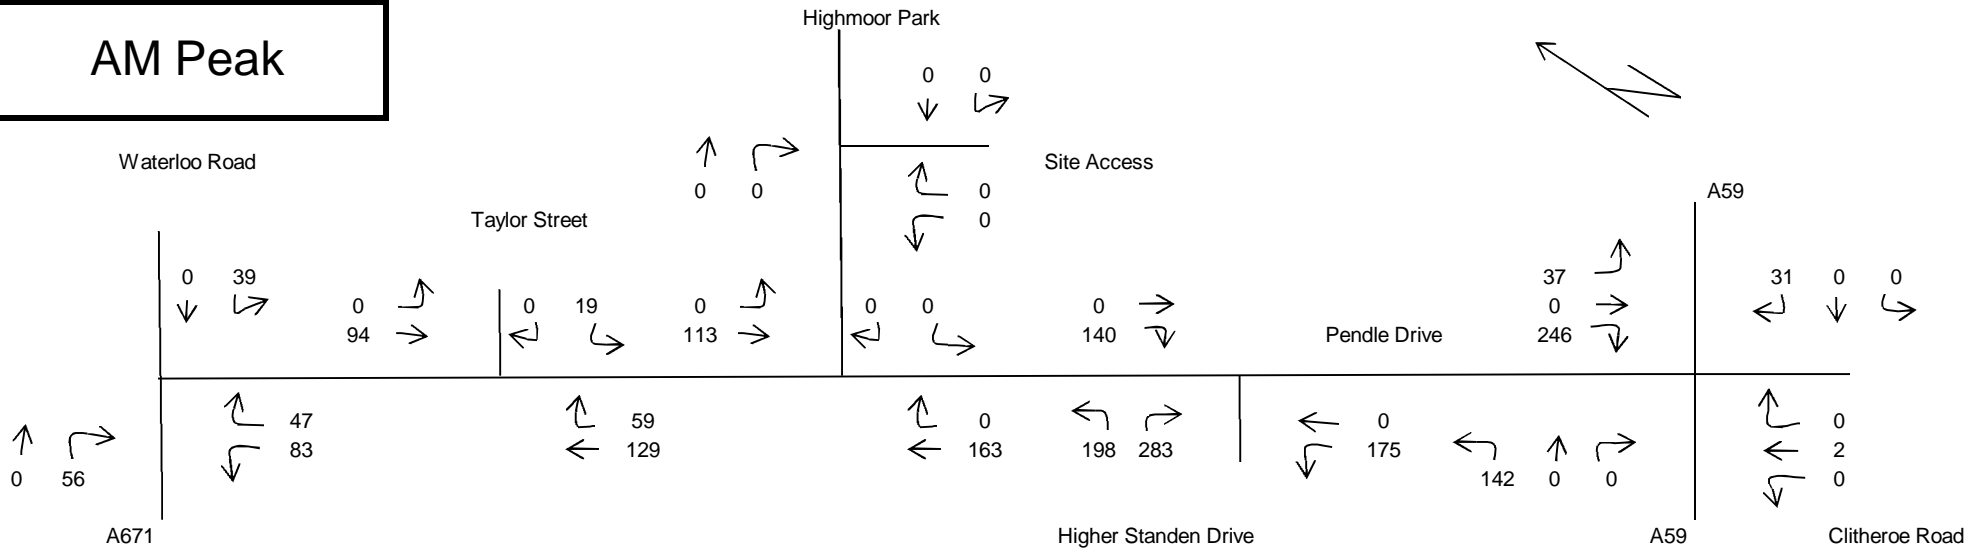 Highmoor Park
AM Peak
0 0
Waterloo Road
Site Access
0 0
0
A59
Taylor Street
0
0 39
37
31 0 0
0
0 19
0
0 0
0
0
94
113
140
Pendle Drive
246
47
59
0
0
0
83
129
163
198 283
175
2
0 56
142 0 0
0
A671
Higher Standen Drive
A59
Clitheroe Road